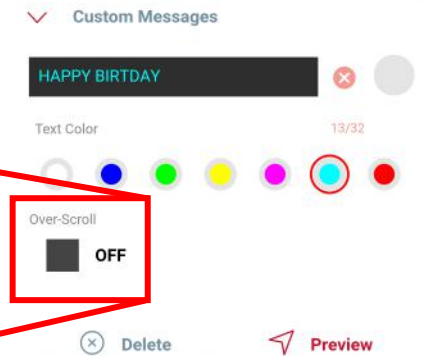 Custom Messages
HAPPY BIRTDAY
Text Color 13/32
Over-Scroll
OFF
Delete Preview